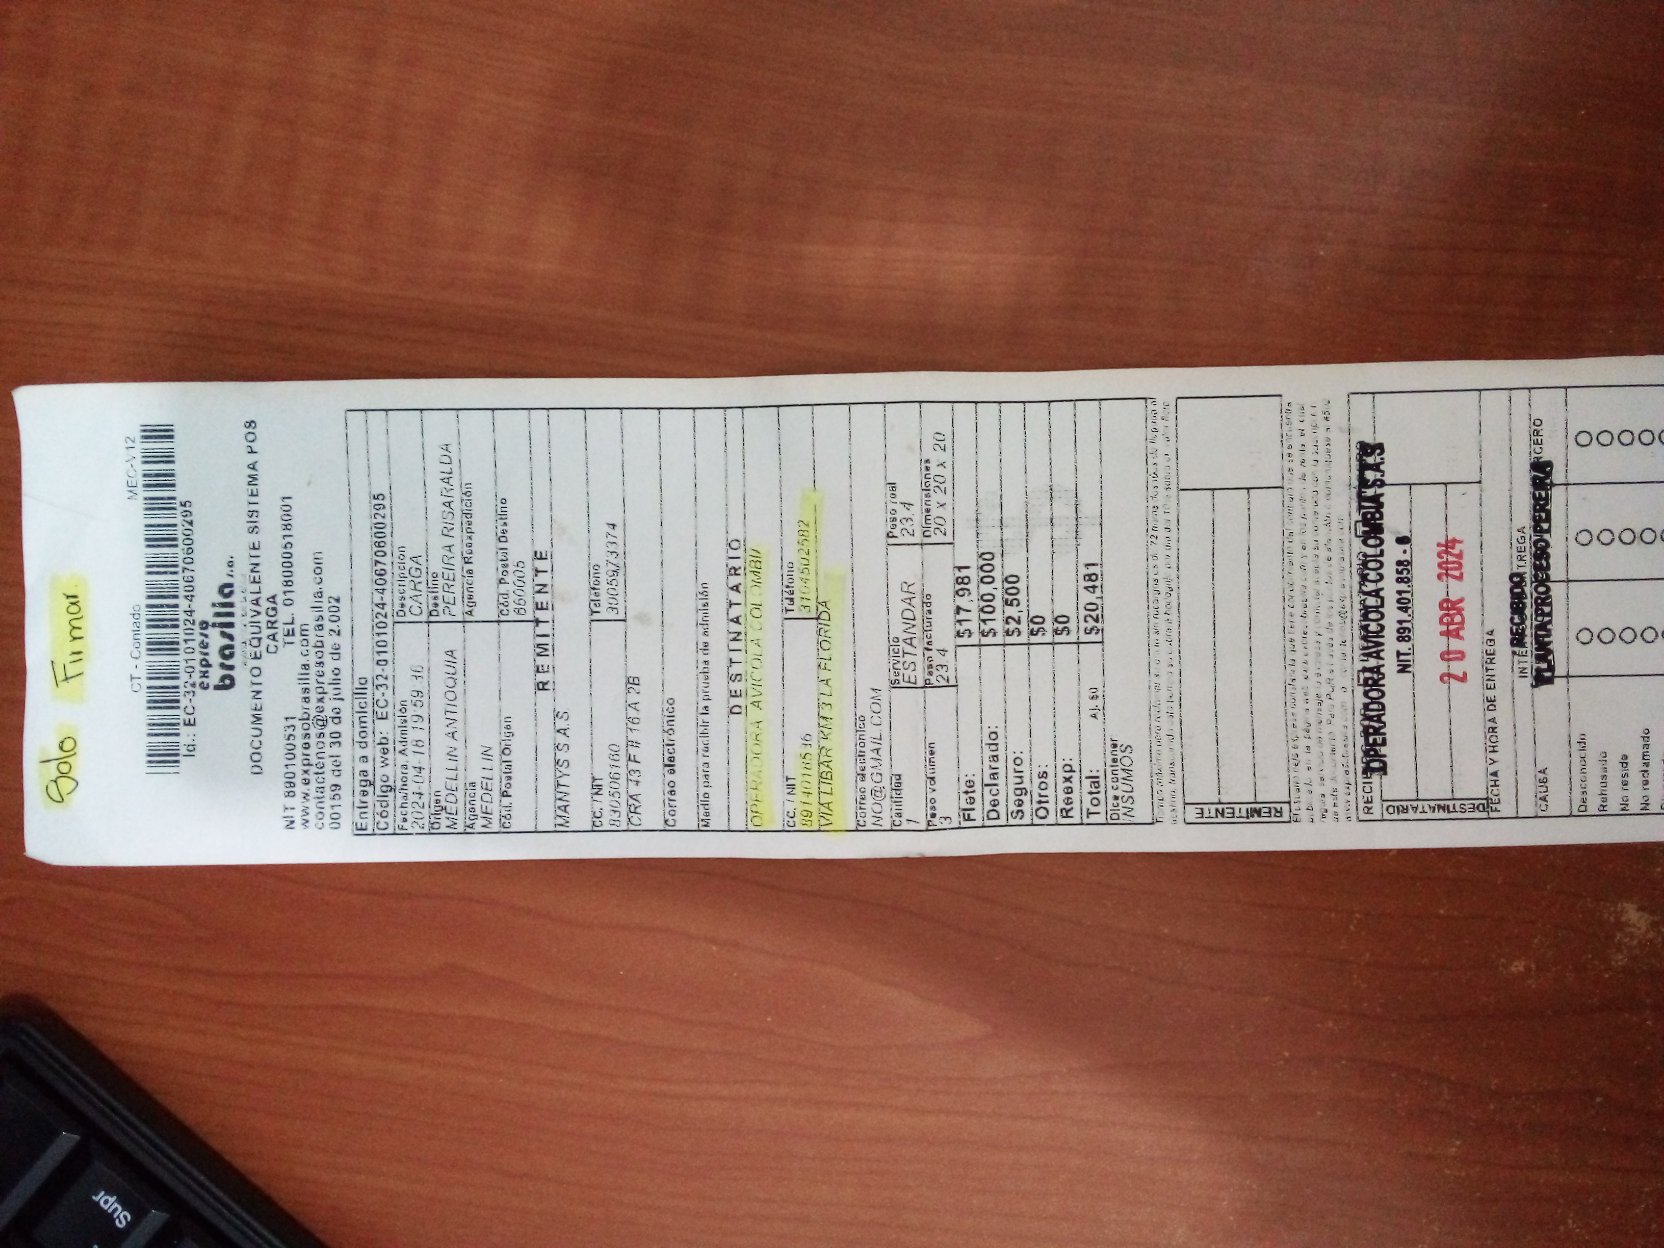 Solo Firmar.
CT - Contado MEC-V12
Id.: EC-32-0101024-40670600295
expreso
brasilia s.a.
DOCUMENTO EQUIVALENTE SISTEMA POS
CARGA
NIT 890100531 TEL. 018000518001
www.expresobrasilia.com
contactenos@expresobrasilia.com
00159 del 30 de julio de 2.002
Entrega a domicilio
Código web: EC-32-0101024-40670600295
Fecha/hora. Admisión Descripción
2024-04-18 19 59 36 CARGA
Origen Destino
MEDELLIN ANTIOQUIA PEREIRA RISARALDA
Agencia Agencia Reexpedición
MEDELLIN
Cód. Postal Origen Cód. Postal Destino
660005
REMITENTE
MANTYS S.A.S
CC. / NIT Teléfono
830506160 3005973374
CRA 43 F # 16 A 2B
Correo electrónico
Medio para recibir la prueba de admisión
DESTINATARIO
OPERADORA AVICOLA COLOMBI
CC. / NIT Teléfono
3104502582
VIA LIBAR KM 3 LA FLORIDA
Correo electrónico
NO@GMAIL.COM
Cantidad Servicio Peso real
1 ESTANDAR 23.4
Peso volumen Peso facturado Dimensiones
3 23.4 20 x 20 x 20
Flete: $17,981
Declarado: $100,000
Seguro: $2,500
Otros: $0
Reexp: $0
Total: Aj. $0 $20,481
Dice contener
INSUMOS
REMITENTE
OPERADORA AVICOLA COLOMBIA S.A.S
NIT. 891.401.858 - 6
20 ABR 2024
DESTINATARIO
FECHA Y HORA DE ENTREGA
RECIBIDO
PLANTA PROCESO PEREIRA
CAUSA
Desconocido
Rehusado
No reside
No reclamado
Supr